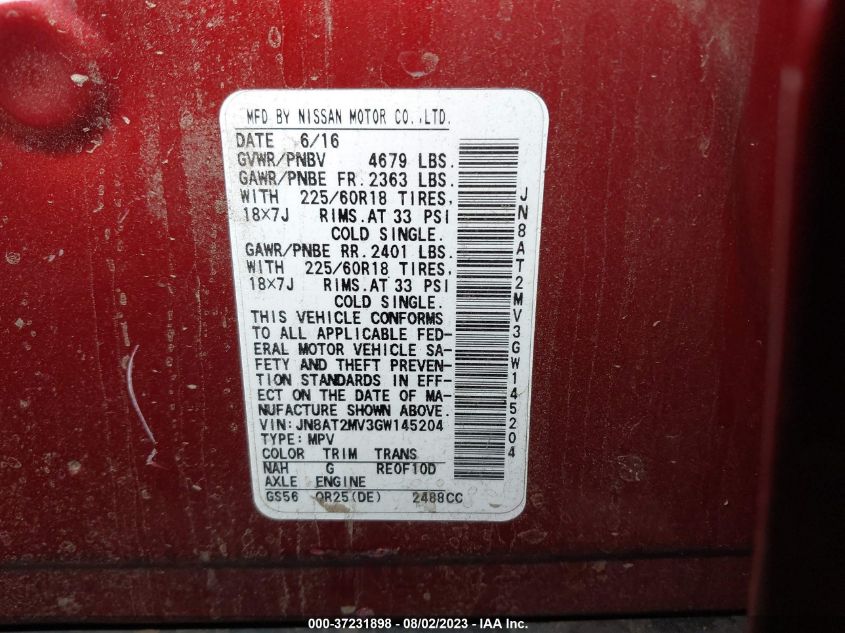 MFD BY NISSAN MOTOR CO.,LTD.
DATE 6/16
GVWR/PNBV 4679 LBS.
GAWR/PNBE FR. 2363 LBS.
WITH 225/60R18 TIRES,
18×7J RIMS.AT 33 PSI
COLD SINGLE.
GAWR/PNBE RR. 2401 LBS.
WITH 225/60R18 TIRES,
18×7J RIMS.AT 33 PSI
COLD SINGLE.
THIS VEHICLE CONFORMS
TO ALL APPLICABLE FED-
ERAL MOTOR VEHICLE SA-
FETY AND THEFT PREVEN-
TION STANDARDS IN EFF-
ECT ON THE DATE OF MA-
NUFACTURE SHOWN ABOVE.
VIN: JN8AT2MV3GW145204
TYPE: MPV
COLOR TRIM TRANS
NAH G RE0F10D
AXLE ENGINE
GS56 QR25(DE) 2488CC
JN8AT2MV3GW145204
000-37231898 - 08/02/2023 - IAA Inc.